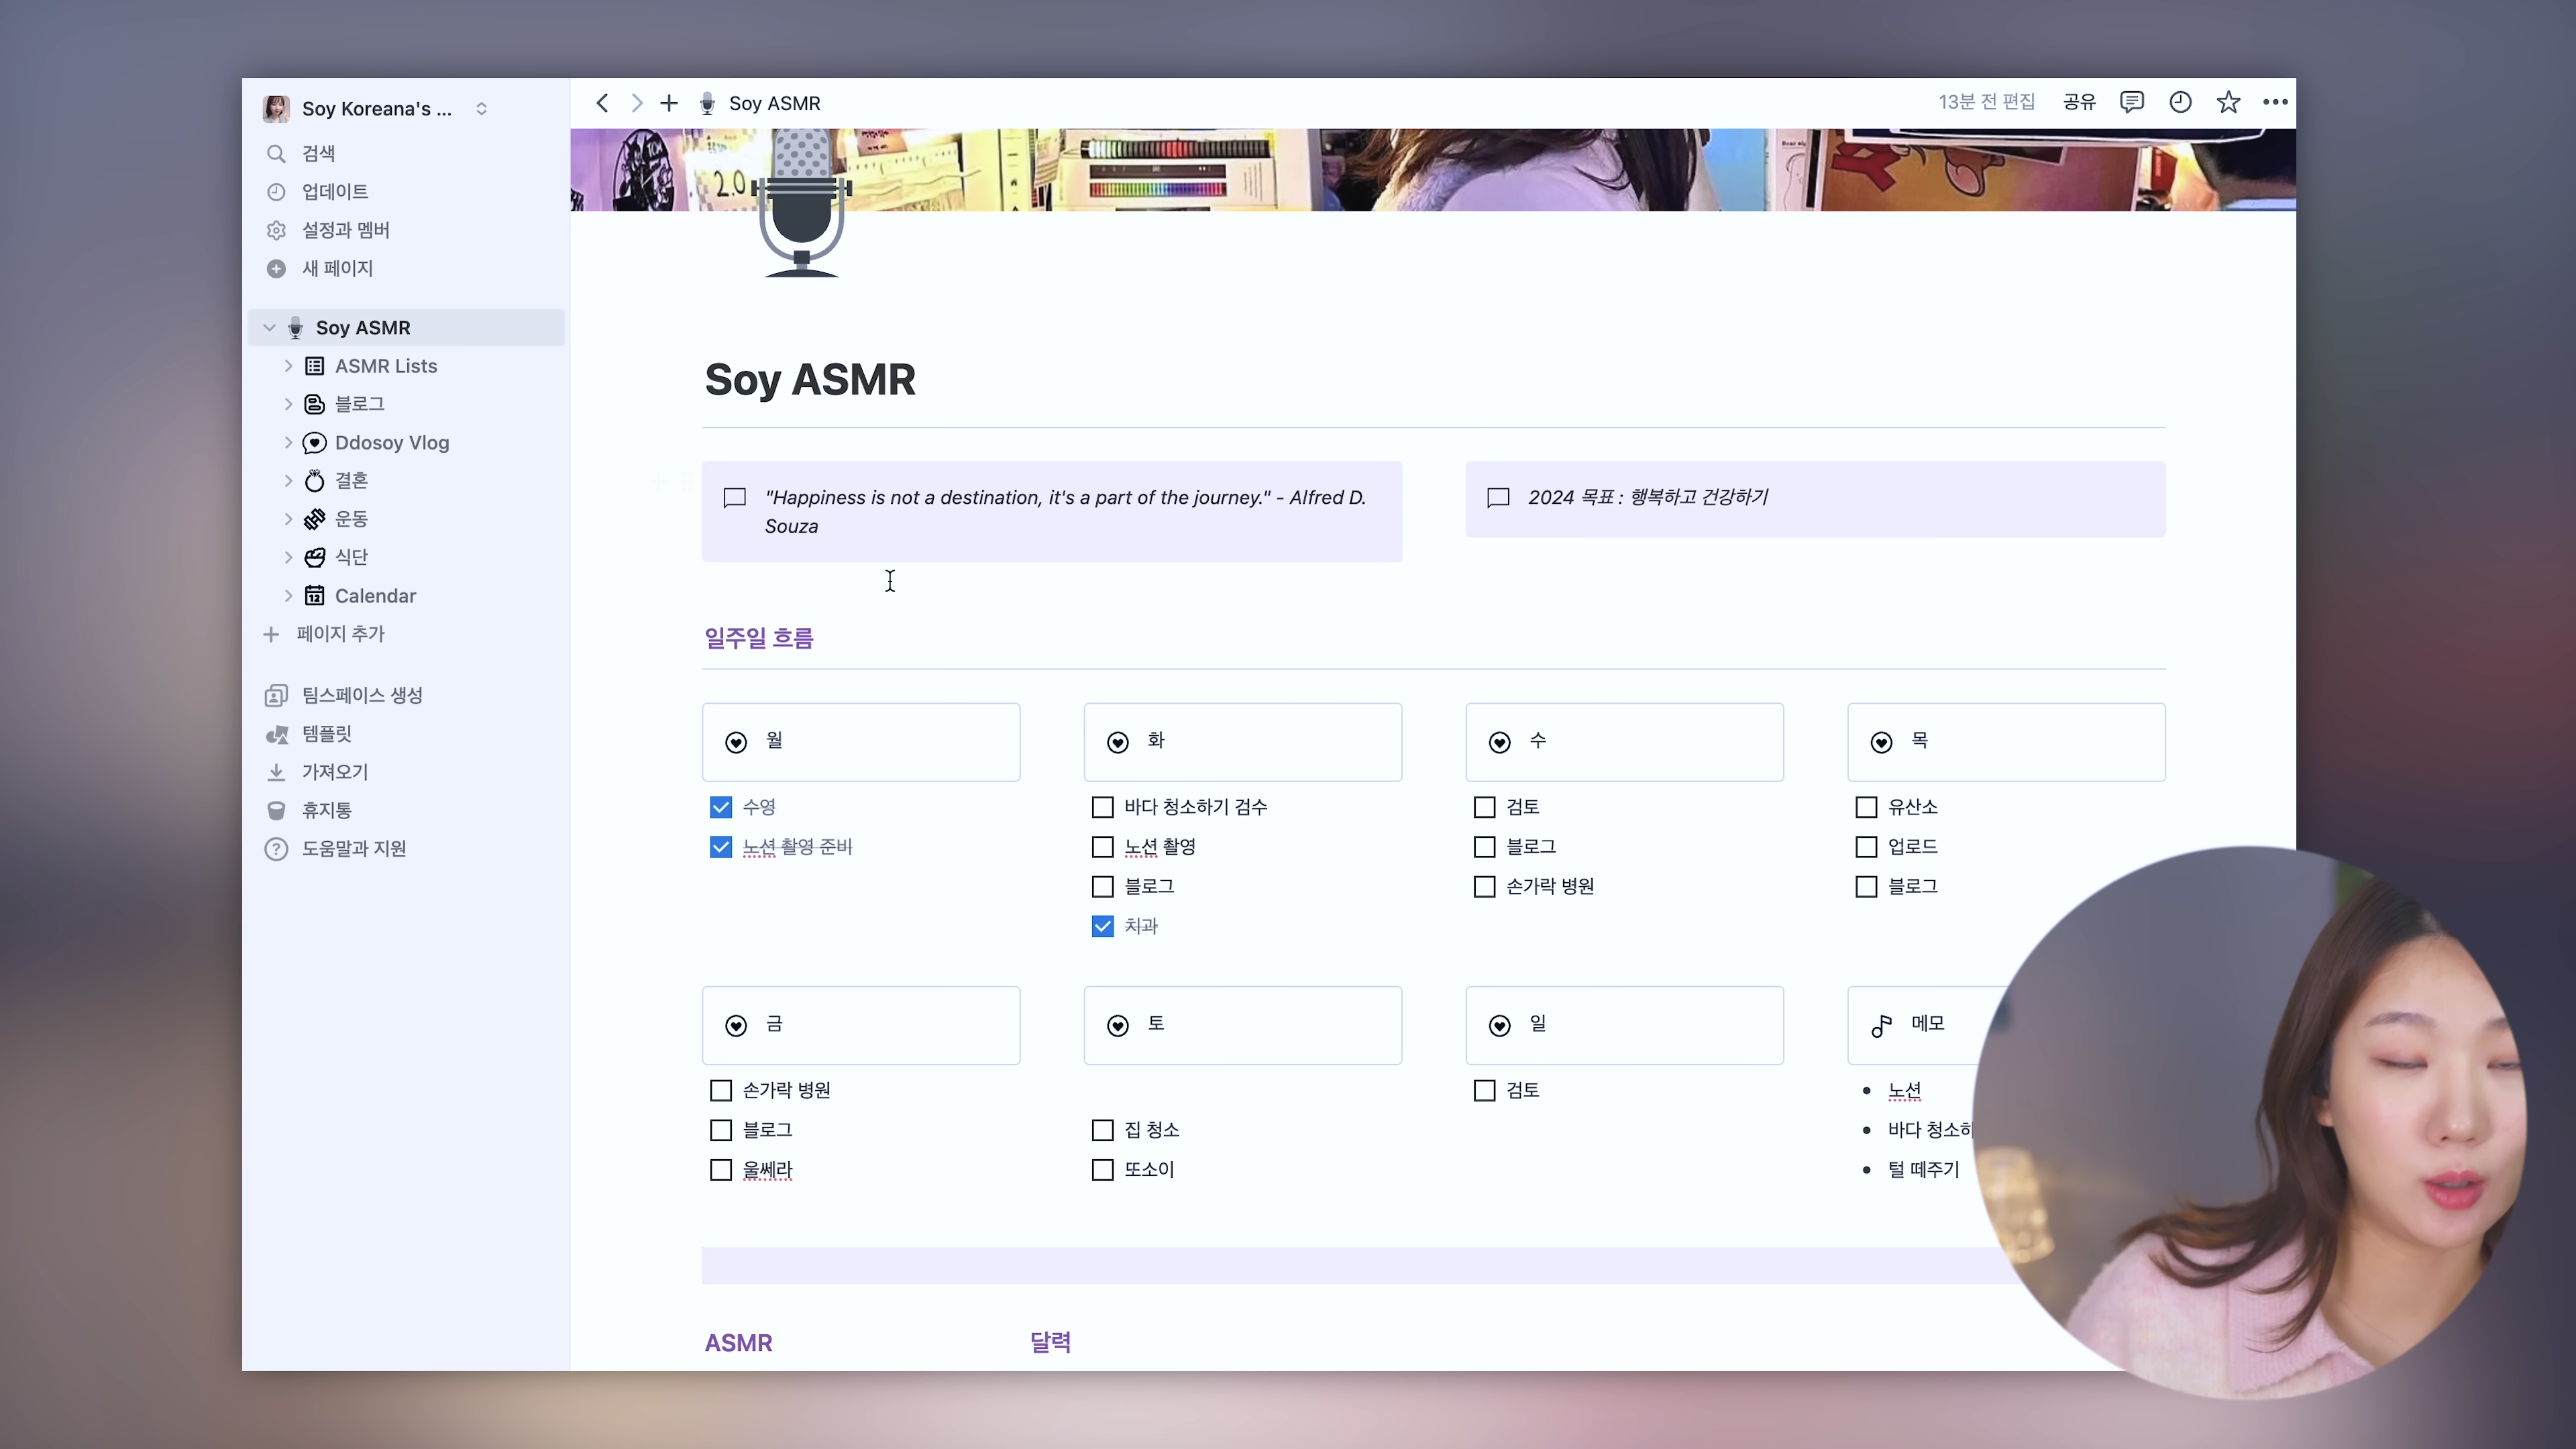 Soy Koreana's ...
검색
업데이트
설정과 멤버
새 페이지
Soy ASMR
ASMR Lists
블로그
Ddosoy Vlog
결혼
운동
식단
Calendar
페이지 추가
팀스페이스 생성
템플릿
가져오기
휴지통
도움말과 지원
Soy ASMR
13분 전 편집
공유
2.0
Soy ASMR
"Happiness is not a destination, it's a part of the journey." - Alfred D.
Souza
2024 목표 : 행복하고 건강하기
일주일 흐름
월
수영
노션 촬영 준비
화
바다 청소하기 검수
노션 촬영
블로그
치과
수
검토
블로그
손가락 병원
목
유산소
업로드
블로그
금
손가락 병원
블로그
울쎄라
토
집 청소
또소이
일
검토
메모
노션
바다 청소하
털 떼주기
ASMR
달력